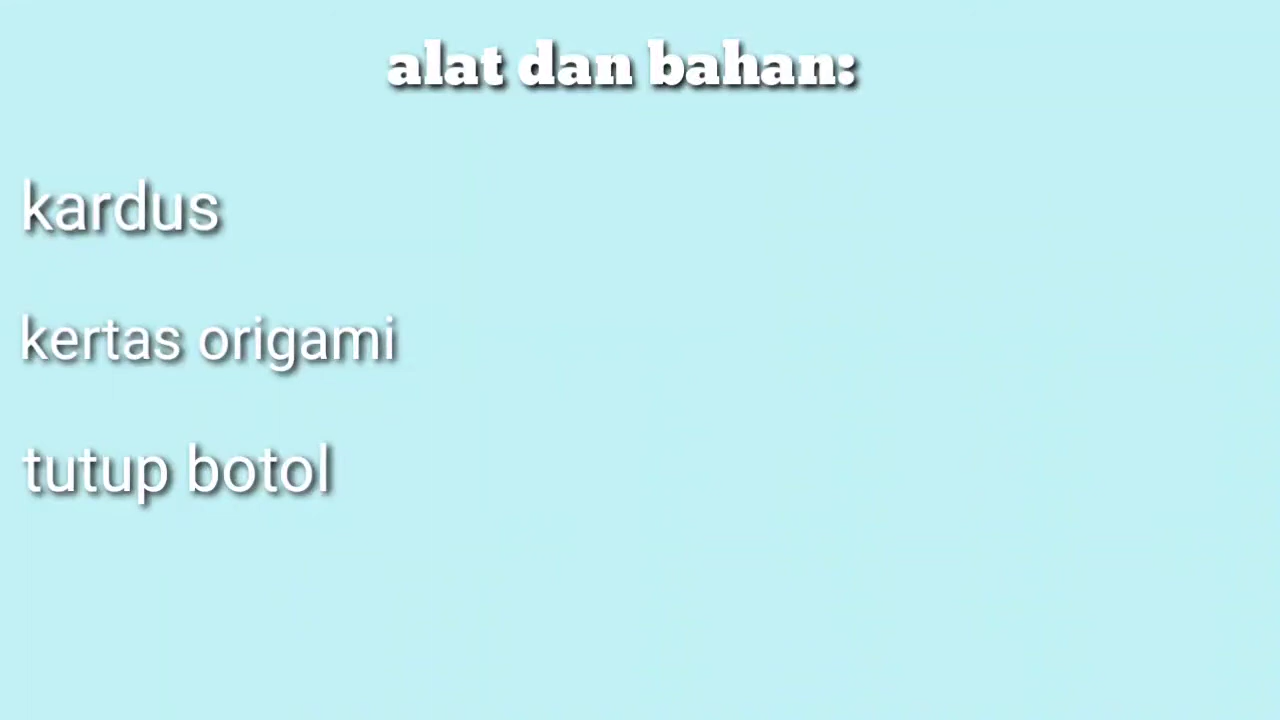 alat dan bahan:
kardus
kertas origami
tutup botol